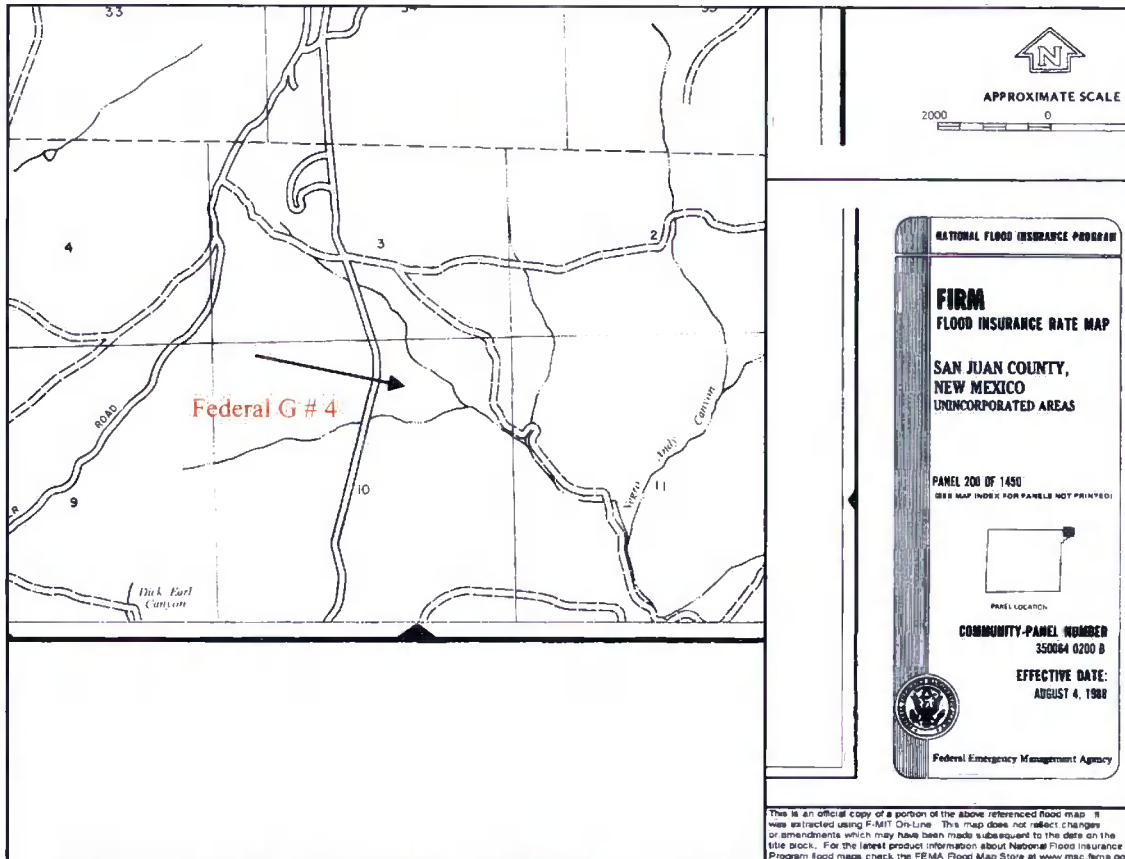 33
34
35
4
3
2
Federal G # 4
ROAD
9
10
11
Negro Andy Canyon
Dick Earl
Canyon
N
APPROXIMATE SCALE
2000 0
NATIONAL FLOOD INSURANCE PROGRAM
FIRM
FLOOD INSURANCE RATE MAP
SAN JUAN COUNTY,
NEW MEXICO
UNINCORPORATED AREAS
PANEL 200 OF 1450
(SEE MAP INDEX FOR PANELS NOT PRINTED)
PANEL LOCATION
COMMUNITY-PANEL NUMBER
350064 0200 B
EFFECTIVE DATE:
AUGUST 4, 1988
Federal Emergency Management Agency
This is an official copy of a portion of the above referenced flood map. It
was extracted using F-MIT On-Line. This map does not reflect changes
or amendments which may have been made subsequent to the date on the
title block. For the latest product information about National Flood Insurance
Program flood maps check the FEMA Flood Map Store at www.msc.fema.go